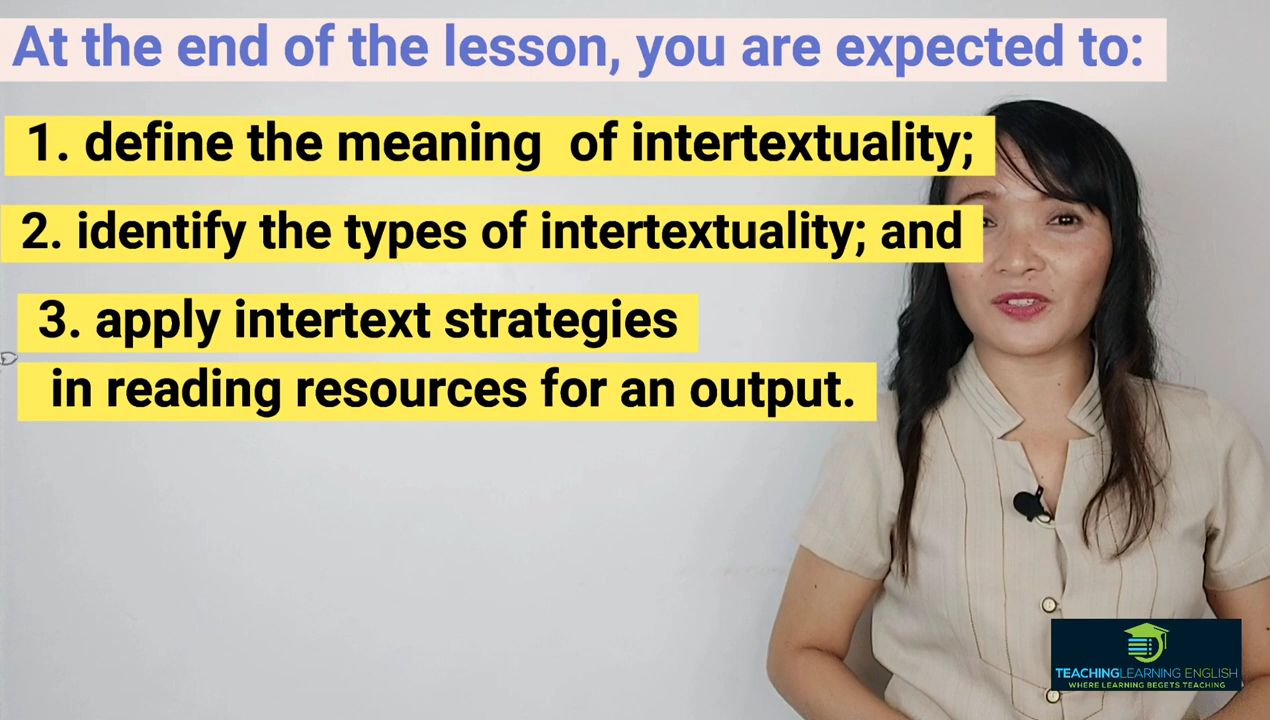 At the end of the lesson, you are expected to:
1. define the meaning of intertextuality;
2. identify the types of intertextuality; and
3. apply intertext strategies
in reading resources for an output.
TEACHINGLEARNING ENGLISH
WHERE LEARNING BEGETS TEACHING